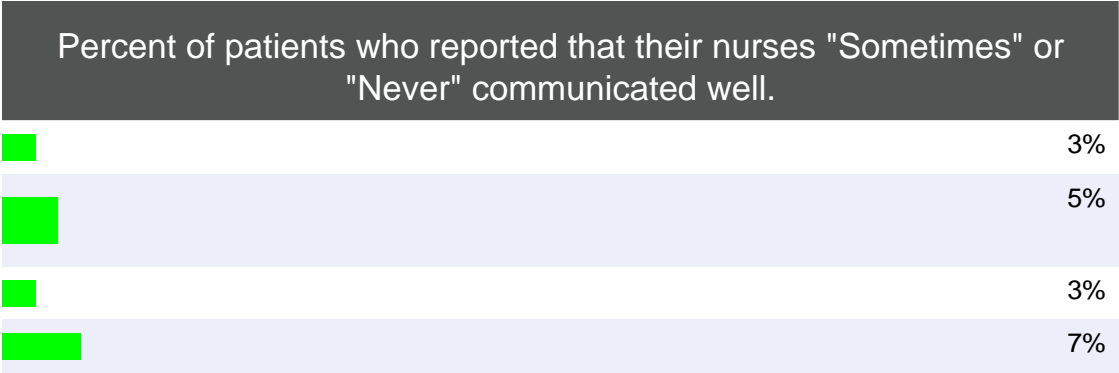 Percent of patients who reported that their nurses "Sometimes" or
"Never" communicated well.
3%
5%
3%
7%